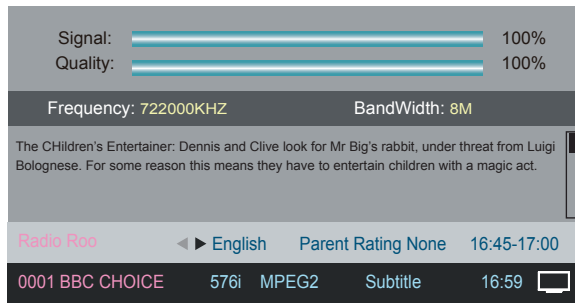 Signal: 100%
Quality: 100%
Frequency: 722000KHZ BandWidth: 8M
The CHildren's Entertainer: Dennis and Clive look for Mr Big's rabbit, under threat from Luigi
Bolognese. For some reason this means they have to entertain children with a magic act.
Radio Roo English Parent Rating None 16:45-17:00
0001 BBC CHOICE 576i MPEG2 Subtitle 16:59